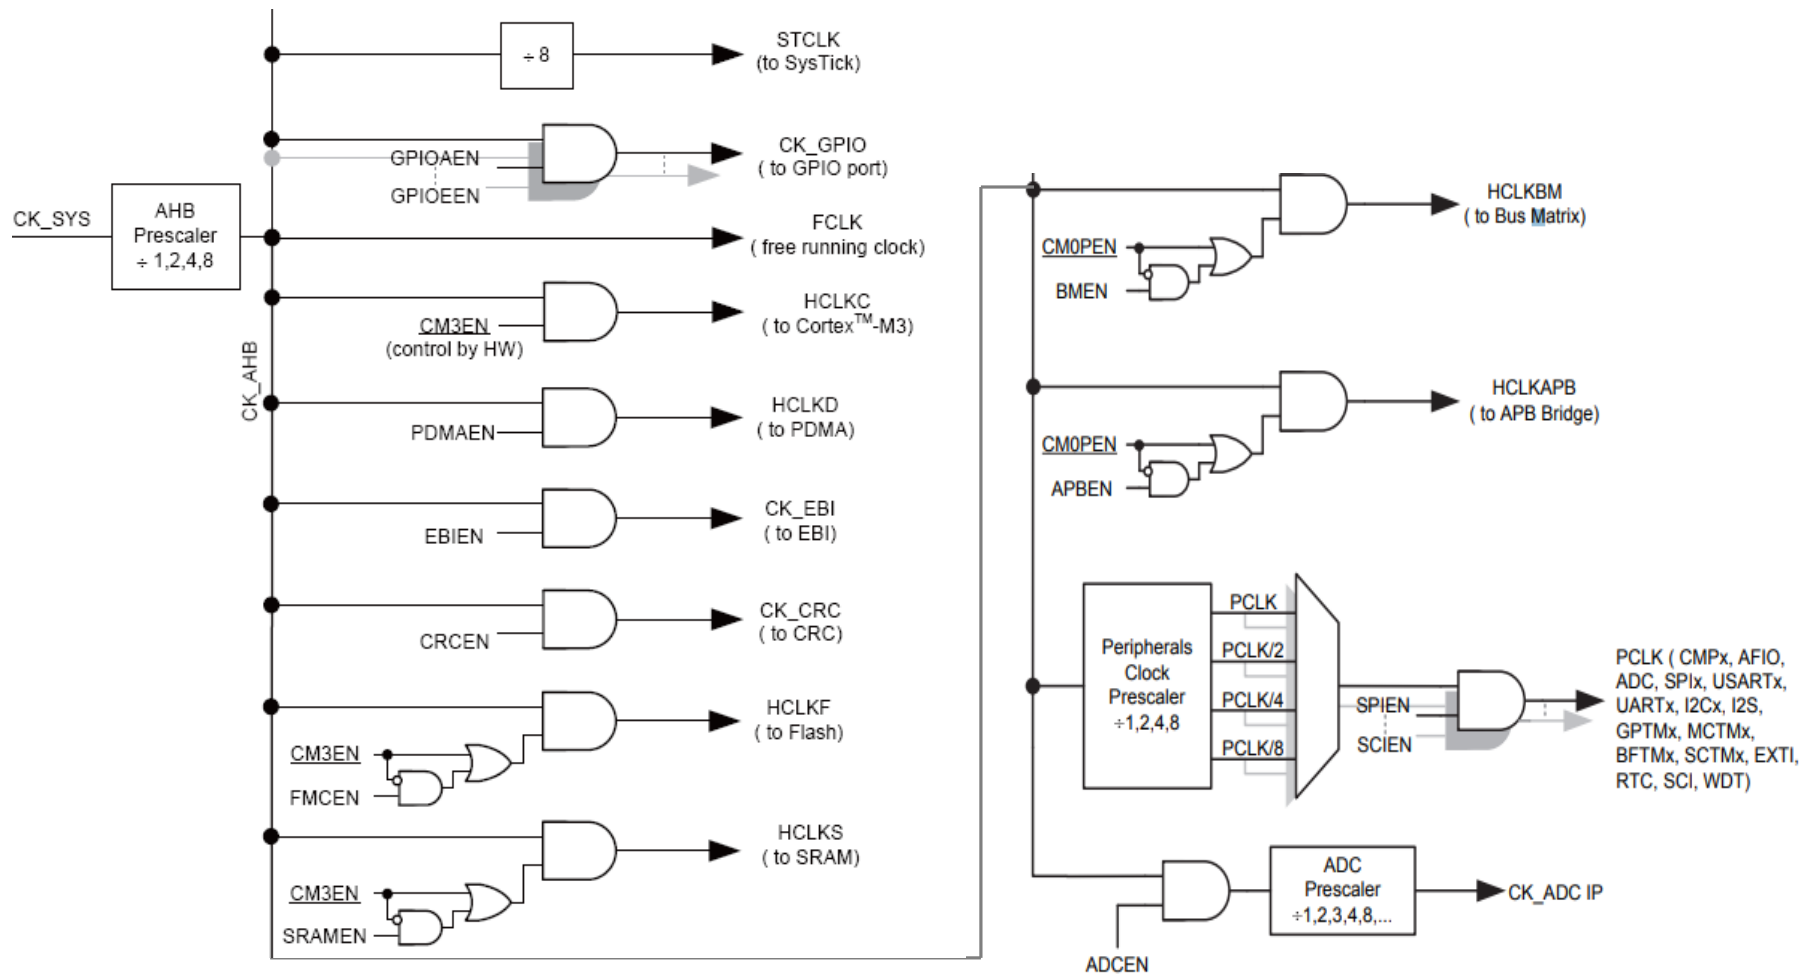 ÷ 8
STCLK
(to SysTick)
GPIOAEN
GPIOEEN
CK_GPIO
( to GPIO port)
CK_SYS
AHB
Prescaler
÷ 1,2,4,8
FCLK
( free running clock)
CK_AHB
CM3EN
(control by HW)
HCLKC
( to Cortex™-M3)
PDMAEN
HCLKD
( to PDMA)
EBIEN
CK_EBI
( to EBI)
CRCEN
CK_CRC
( to CRC)
CM3EN
FMCEN
HCLKF
( to Flash)
CM3EN
SRAMEN
HCLKS
( to SRAM)
CM0PEN
BMEN
HCLKBM
( to Bus Matrix)
CM0PEN
APBEN
HCLKAPB
( to APB Bridge)
Peripherals
Clock
Prescaler
÷1,2,4,8
PCLK
PCLK/2
PCLK/4
PCLK/8
SPIEN
SCIEN
PCLK ( CMPx, AFIO,
ADC, SPIx, USARTx,
UARTx, I2Cx, I2S,
GPTMx, MCTMx,
BFTMx, SCTMx, EXTI,
RTC, SCI, WDT)
ADCEN
ADC
Prescaler
÷1,2,3,4,8,...
CK_ADC IP